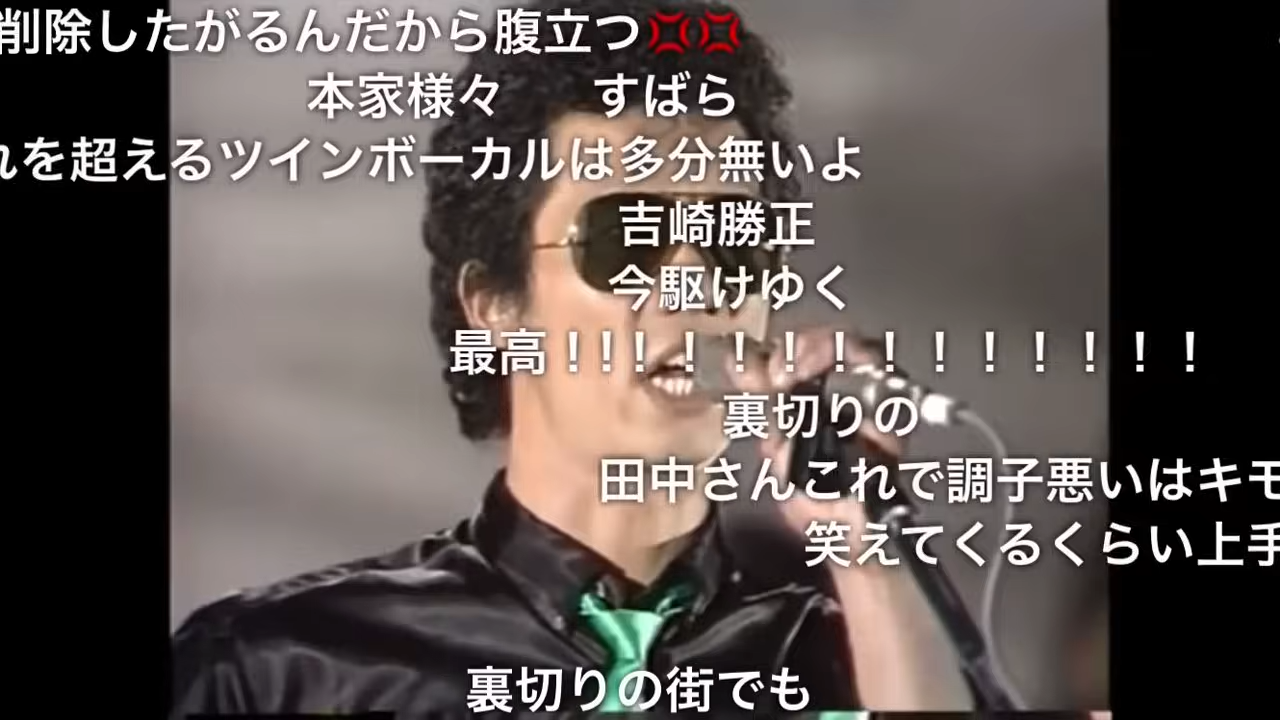 削除したがるんだから腹立つ💢💢
本家様々　　すばら
れを超えるツインボーカルは多分無いよ
吉崎勝正
今駆けゆく
最高！！！！！！！！！！！！！
裏切りの
田中さんこれで調子悪いはキモ
笑えてくるくらい上手
裏切りの街でも